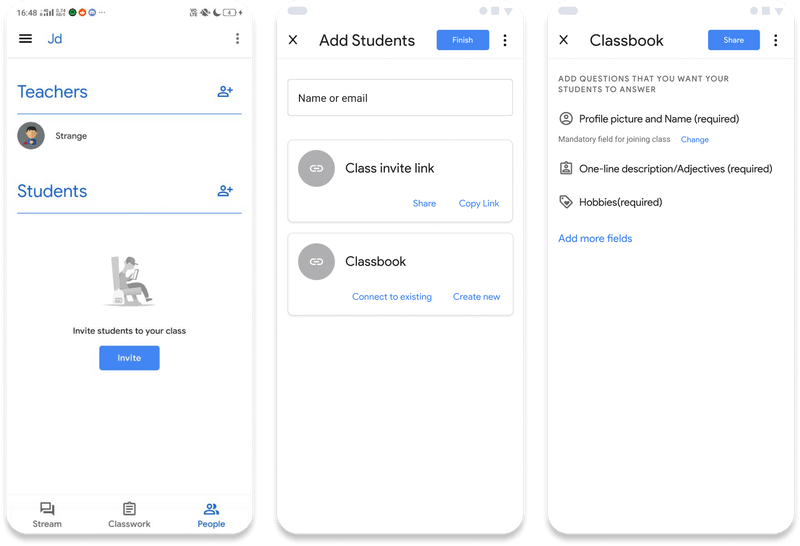 16:48
Jd
Teachers
Strange
Students
Invite students to your class
Invite
Stream
Classwork
People
Add Students
Finish
Name or email
Class invite link
Share
Copy Link
Classbook
Connect to existing
Create new
Classbook
Share
ADD QUESTIONS THAT YOU WANT YOUR
STUDENTS TO ANSWER
Profile picture and Name (required)
Mandatory field for joining class
Change
One-line description/Adjectives (required)
Hobbies(required)
Add more fields